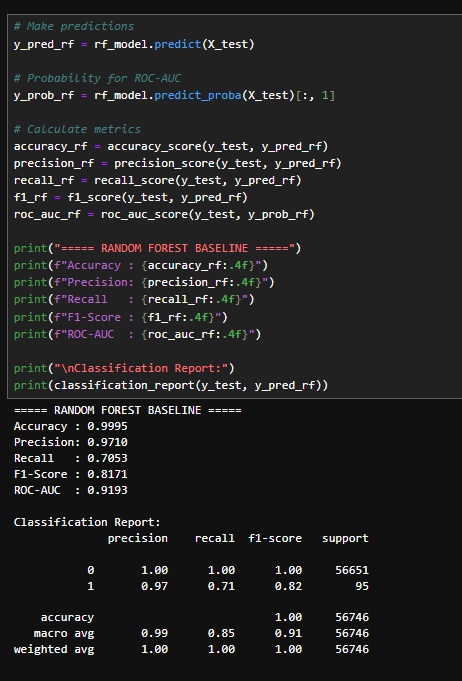 # Make predictions
y_pred_rf = rf_model.predict(X_test)
# Probability for ROC-AUC
y_prob_rf = rf_model.predict_proba(X_test)[:, 1]
# Calculate metrics
accuracy_rf = accuracy_score(y_test, y_pred_rf)
precision_rf = precision_score(y_test, y_pred_rf)
recall_rf = recall_score(y_test, y_pred_rf)
f1_rf = f1_score(y_test, y_pred_rf)
roc_auc_rf = roc_auc_score(y_test, y_prob_rf)
print("===== RANDOM FOREST BASELINE =====")
print(f"Accuracy : {accuracy_rf:.4f}")
print(f"Precision: {precision_rf:.4f}")
print(f"Recall   : {recall_rf:.4f}")
print(f"F1-Score : {f1_rf:.4f}")
print(f"ROC-AUC  : {roc_auc_rf:.4f}")
print("\nClassification Report:")
print(classification_report(y_test, y_pred_rf))
===== RANDOM FOREST BASELINE =====
Accuracy : 0.9995
Precision: 0.9710
Recall   : 0.7053
F1-Score : 0.8171
ROC-AUC  : 0.9193
Classification Report:
              precision    recall  f1-score   support
           0       1.00      1.00      1.00     56651
           1       0.97      0.71      0.82        95
    accuracy                           1.00     56746
   macro avg       0.99      0.85      0.91     56746
weighted avg       1.00      1.00      1.00     56746